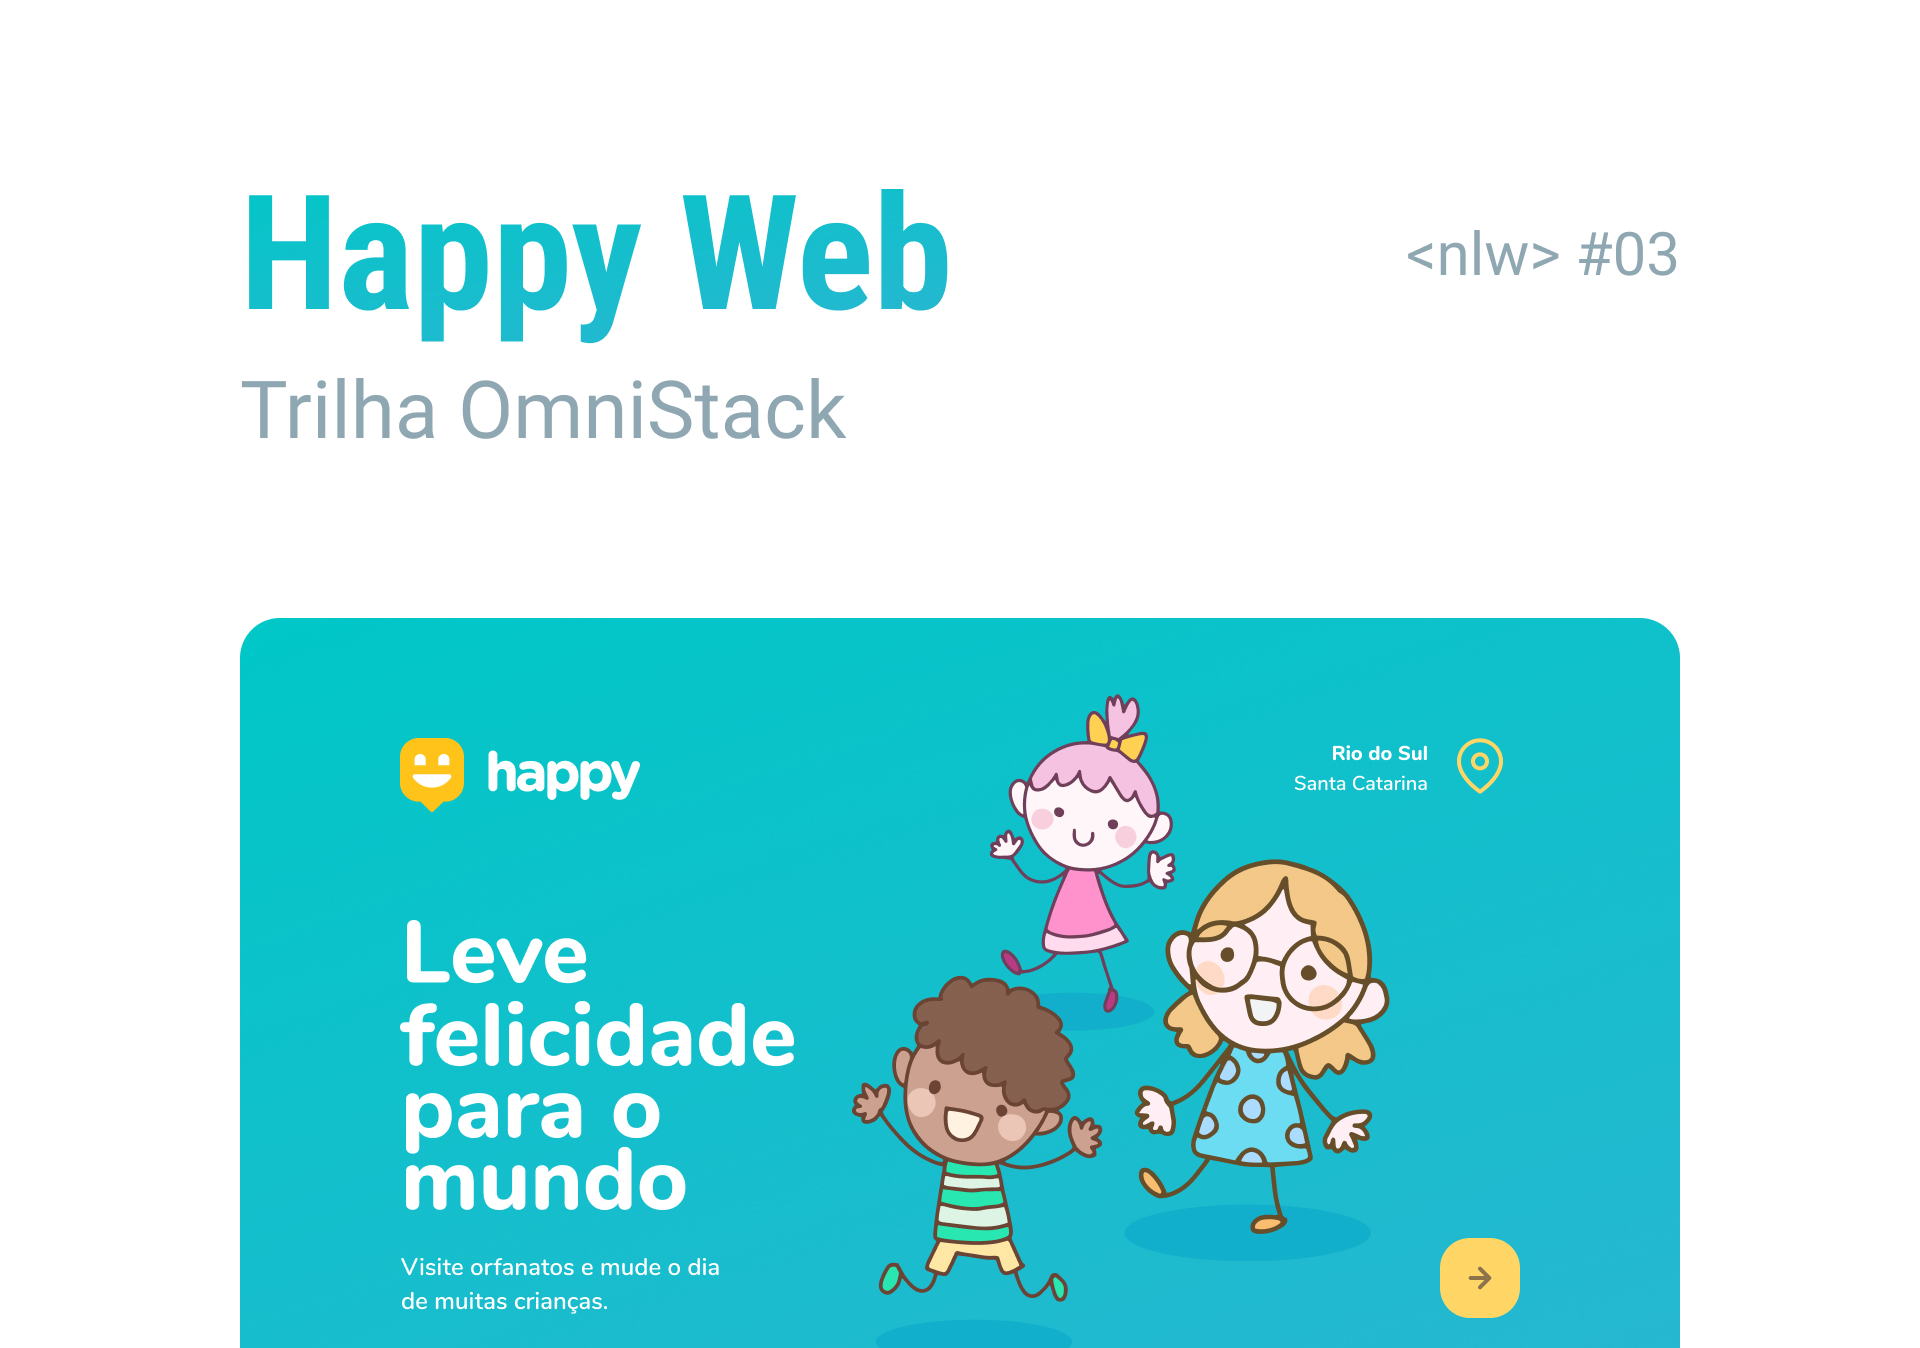 Happy Web
<nlw> #03
Trilha OmniStack
happy
Rio do Sul
Santa Catarina
Leve
felicidade
para o
mundo
Visite orfanatos e mude o dia
de muitas crianças.